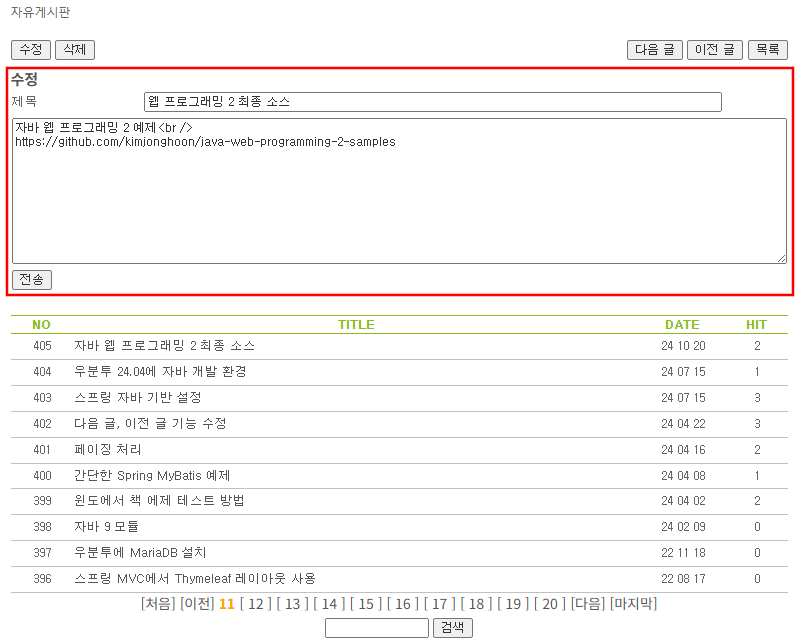 자유게시판
수정 삭제 다음 글 이전 글 목록
수정
제목 웹 프로그래밍 2 최종 소스
자바 웹 프로그래밍 2 예제<br />
https://github.com/kimjonghoon/java-web-programming-2-samples
전송
NO TITLE DATE HIT
405 자바 웹 프로그래밍 2 최종 소스 24 10 20 2
404 우분투 24.04에 자바 개발 환경 24 07 15 1
403 스프링 자바 기반 설정 24 07 15 3
402 다음 글, 이전 글 기능 수정 24 04 22 3
401 페이징 처리 24 04 16 2
400 간단한 Spring MyBatis 예제 24 04 08 1
399 윈도에서 책 에제 테스트 방법 24 04 02 2
398 자바 9 모듈 24 02 09 0
397 우분투에 MariaDB 설치 22 11 18 0
396 스프링 MVC에서 Thymeleaf 레이아웃 사용 22 08 17 0
[처음] [이전] 11 [ 12 ] [ 13 ] [ 14 ] [ 15 ] [ 16 ] [ 17 ] [ 18 ] [ 19 ] [ 20 ] [다음] [마지막]
검색